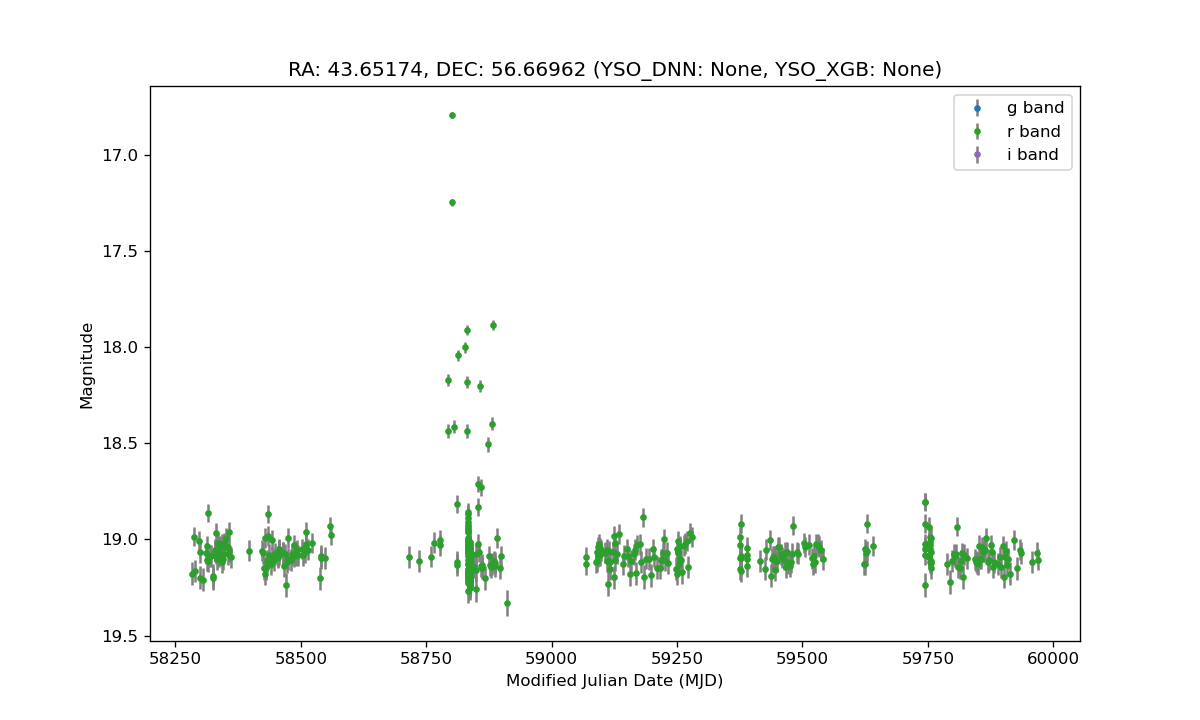 RA: 43.65174, DEC: 56.66962 (YSO_DNN: None, YSO_XGB: None)
g band
r band
i band
17.0
17.5
18.0
18.5
19.0
19.5
Magnitude
58250 58500 58750 59000 59250 59500 59750 60000
Modified Julian Date (MJD)